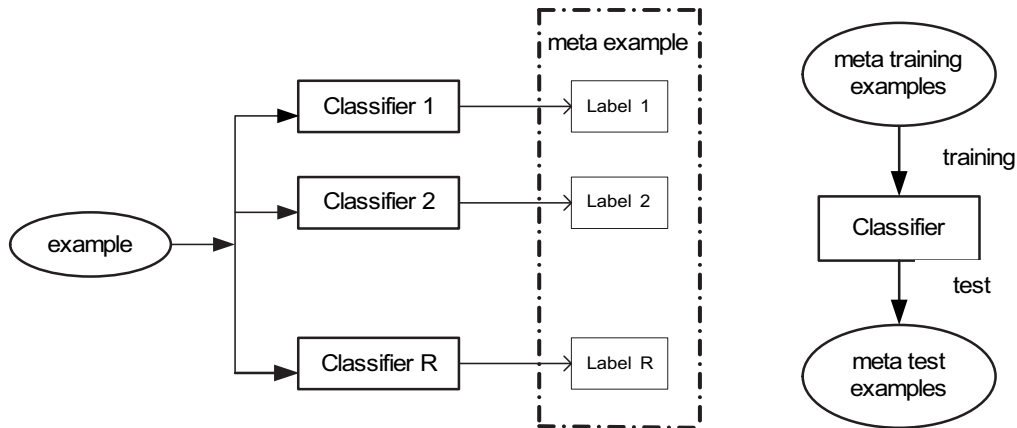 meta example
Classifier 1
Label 1
Classifier 2
Label 2
example
Classifier R
Label R
meta training
examples
training
Classifier
test
meta test
examples